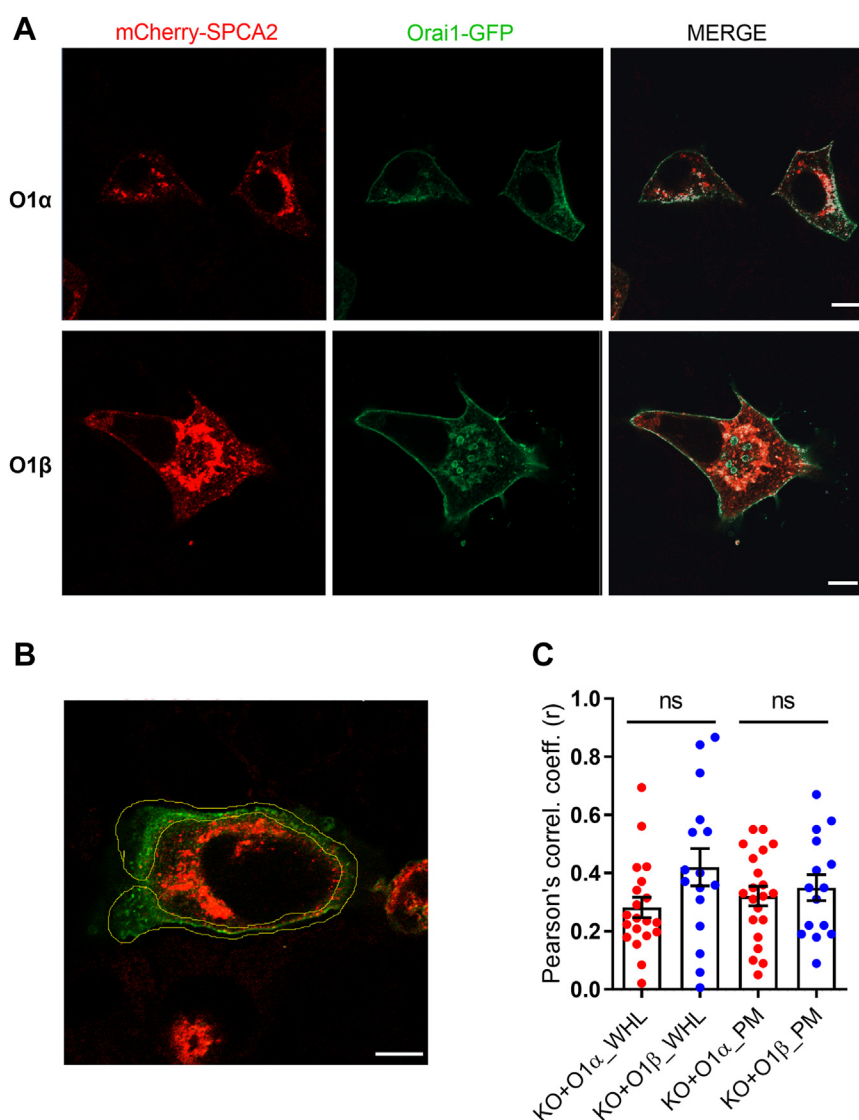 A
mCherry-SPCA2 Orai1-GFP MERGE
O1α
O1β
B
C
Pearson's correl. coeff. (r)
1.0
0.8
0.6
0.4
0.2
0.0
ns ns
KO+O1α_WHL
KO+O1β_WHL
KO+O1α_PM
KO+O1β_PM